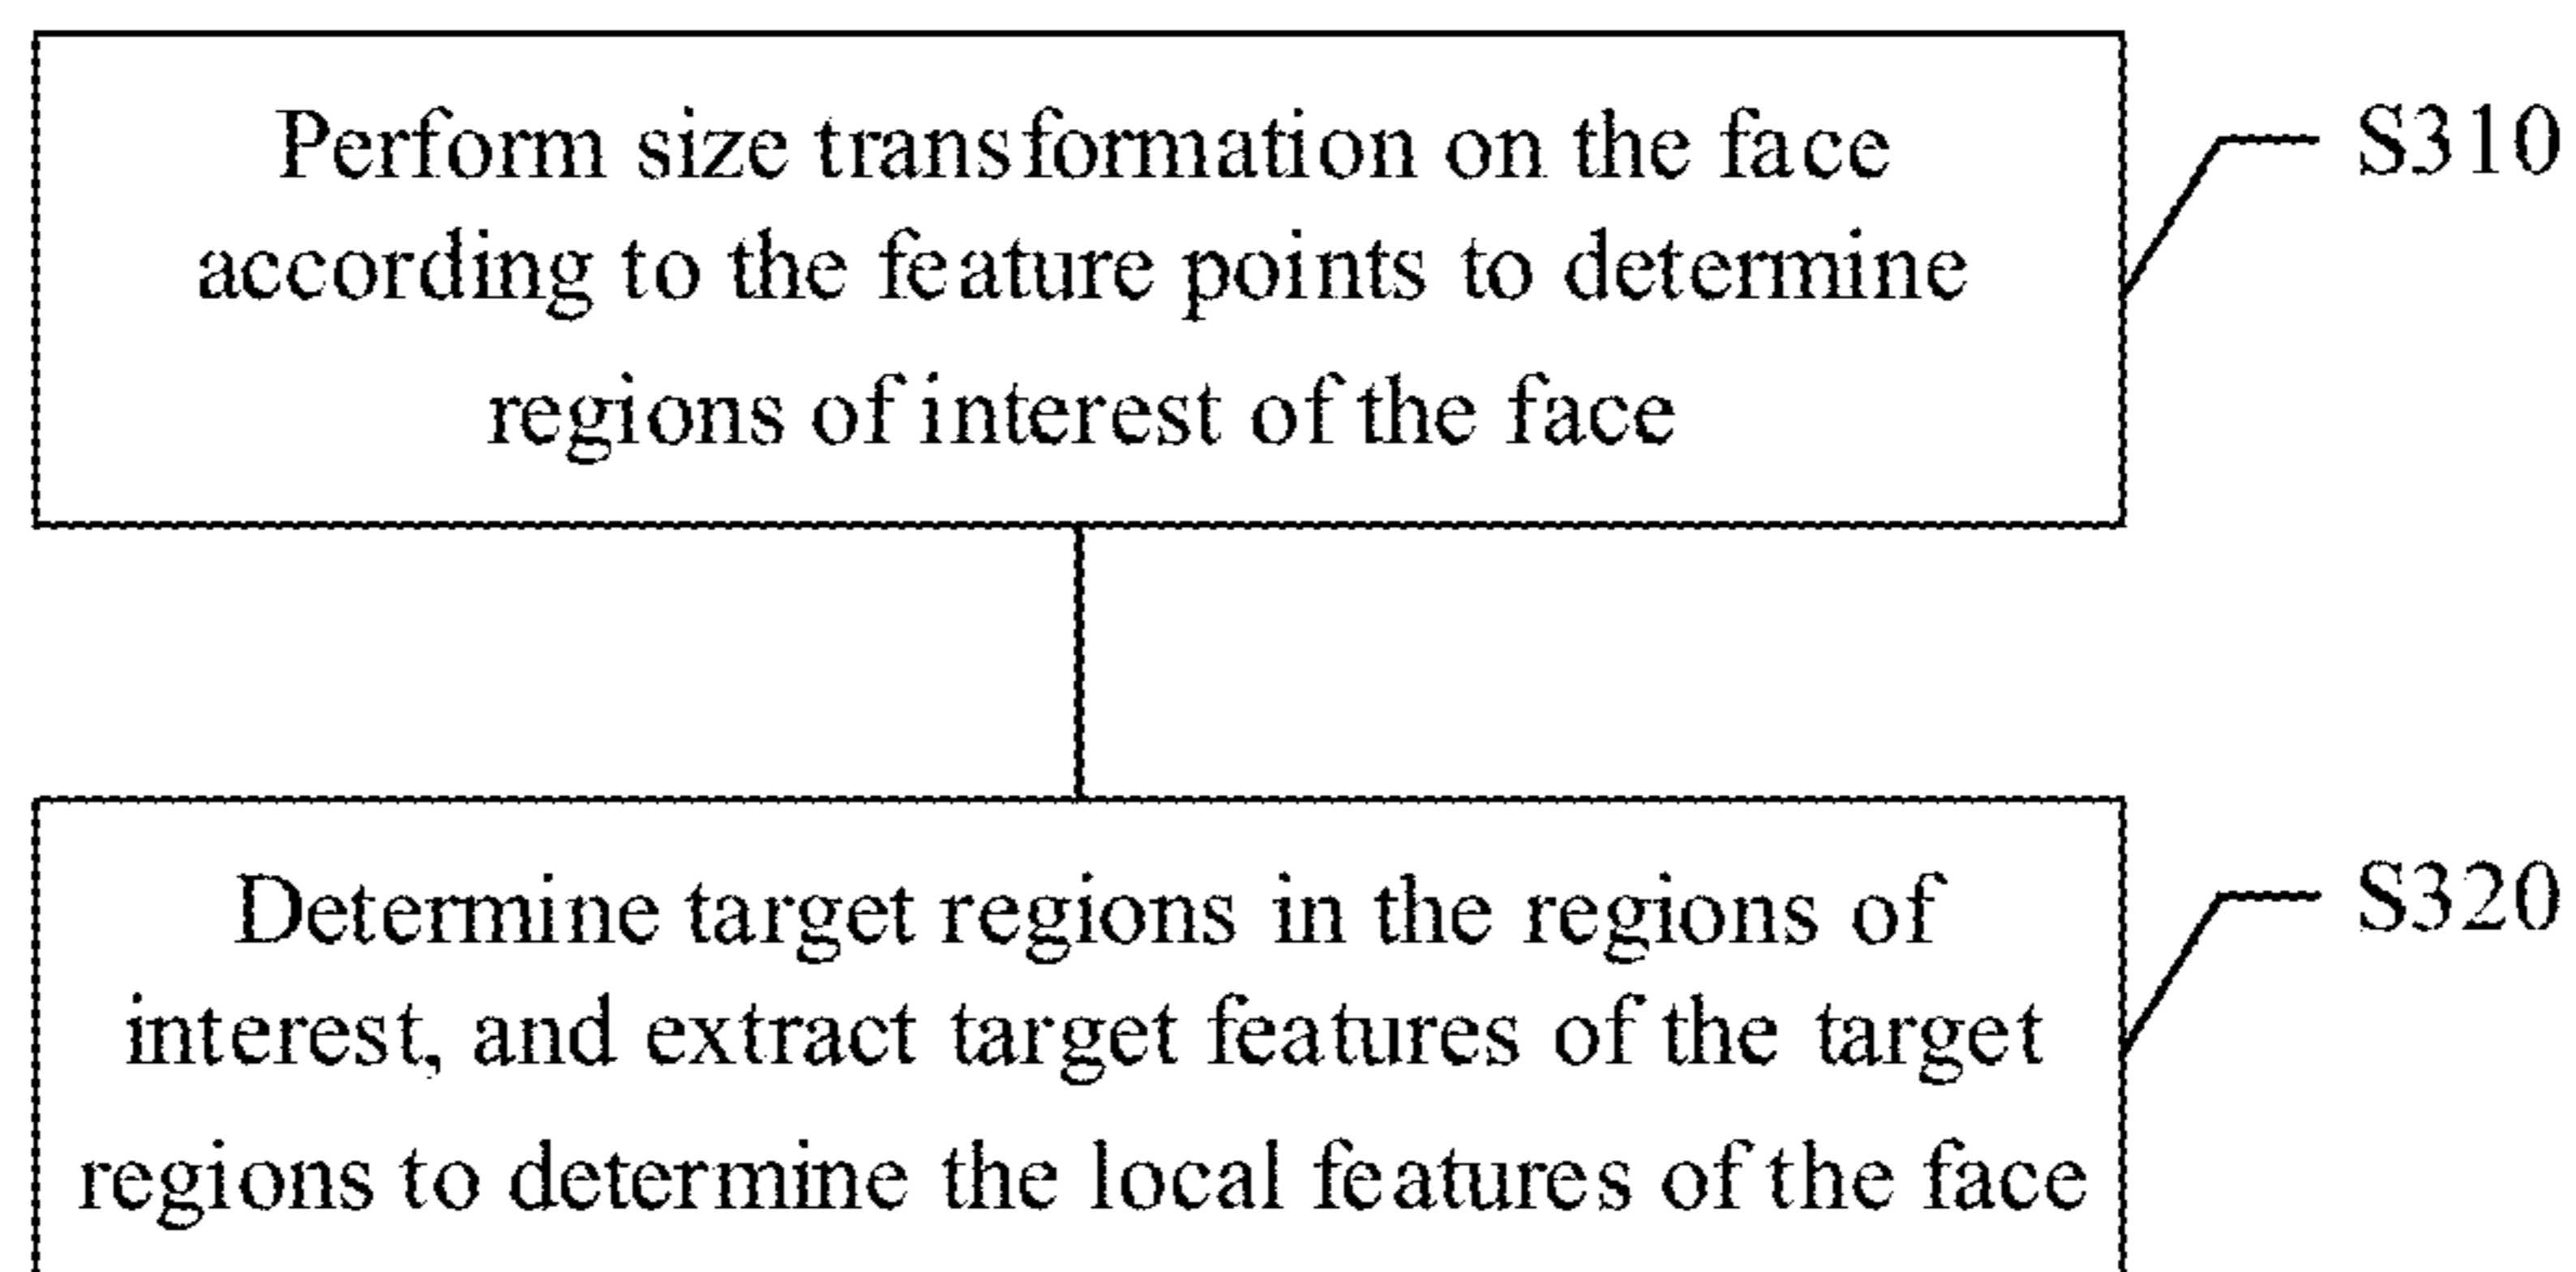 Perform size transformation on the face
according to the feature points to determine
regions of interest of the face
S310
Determine target regions in the regions of
interest, and extract target features of the target
regions to determine the local features of the face
S320